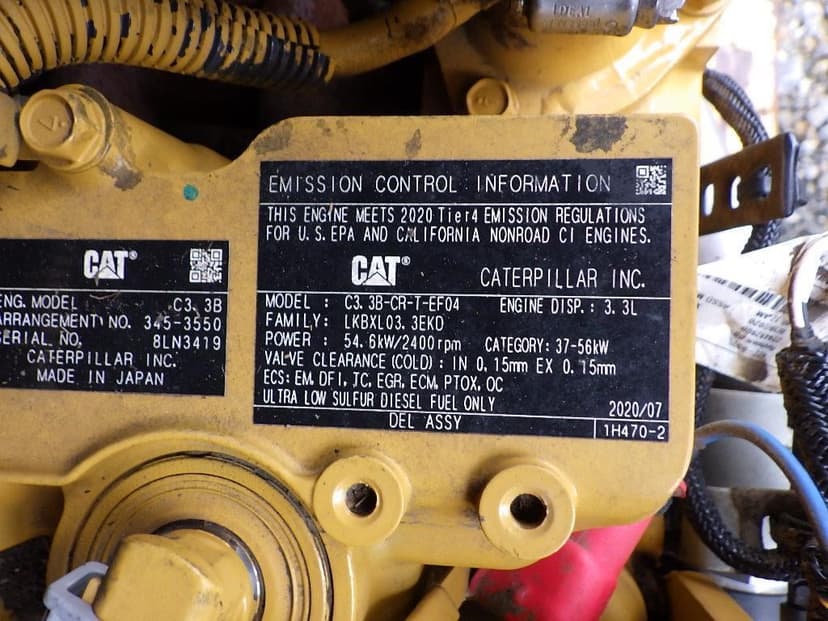 IDEAL
7
CAT®
ENG. MODEL : C3.3B
ARRANGEMENT NO. 345-3550
SERIAL NO. 8LN3419
CATERPILLAR INC.
MADE IN JAPAN
EMISSION CONTROL INFORMATION
THIS ENGINE MEETS 2020 Tier4 EMISSION REGULATIONS
FOR U.S. EPA AND CALIFORNIA NONROAD CI ENGINES.
CAT® CATERPILLAR INC.
MODEL : C3.3B-CR-T-EF04 ENGINE DISP.: 3.3L
FAMILY: LKBXL03.3EKD
POWER : 54.6kW/2400rpm CATEGORY: 37-56kW
VALVE CLEARANCE (COLD): IN 0.15mm EX 0.15mm
ECS: EM, DFI, TC, EGR, ECM, PTOX, OC
ULTRA LOW SULFUR DIESEL FUEL ONLY 2020/07
DEL ASSY 1H470-2